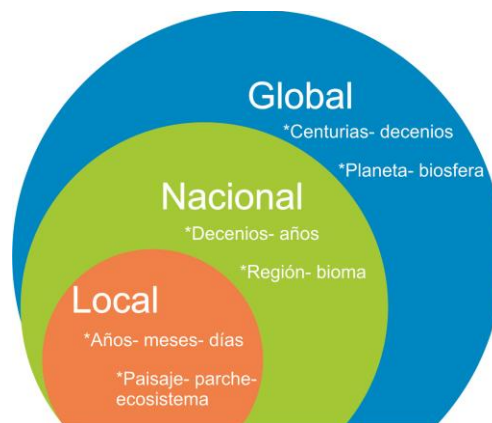 Global
*Centurias- decenios
*Planeta- biosfera
Nacional
*Decenios- años
*Región- bioma
Local
*Años- meses- días
*Paisaje- parche-
ecosistema